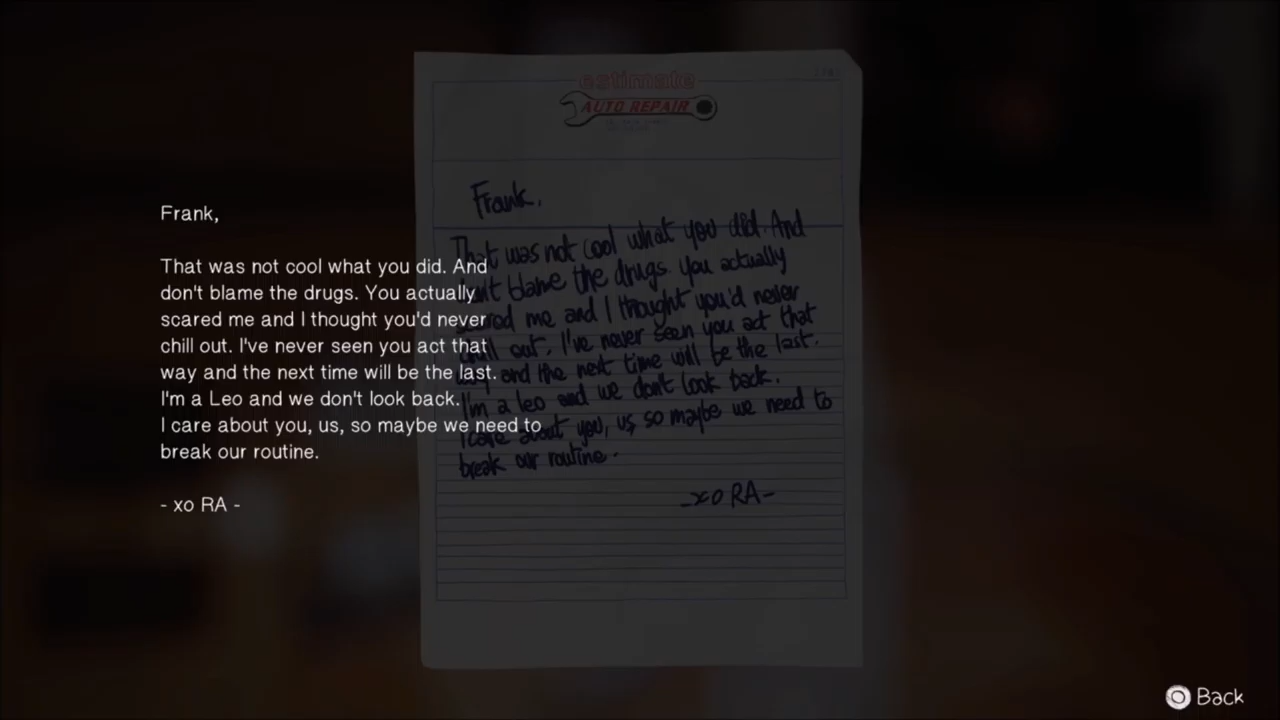 estimate
AUTO REPAIR
Frank,
That was not cool what you did. And
don't blame the drugs. You actually
scared me and I thought you'd never
chill out. I've never seen you act that
way and the next time will be the last.
I'm a Leo and we don't look back.
I care about you, us, so maybe we need to
break our routine.
- xo RA -
Frank,
That was not cool what you did. And
don't blame the drugs. You actually
scared me and I thought you'd never
chill out. I've never seen you act that
way and the next time will be the last.
I'm a leo and we don't look back.
I care about you, us, so maybe we need to
break our routine.
-xo RA-
Back